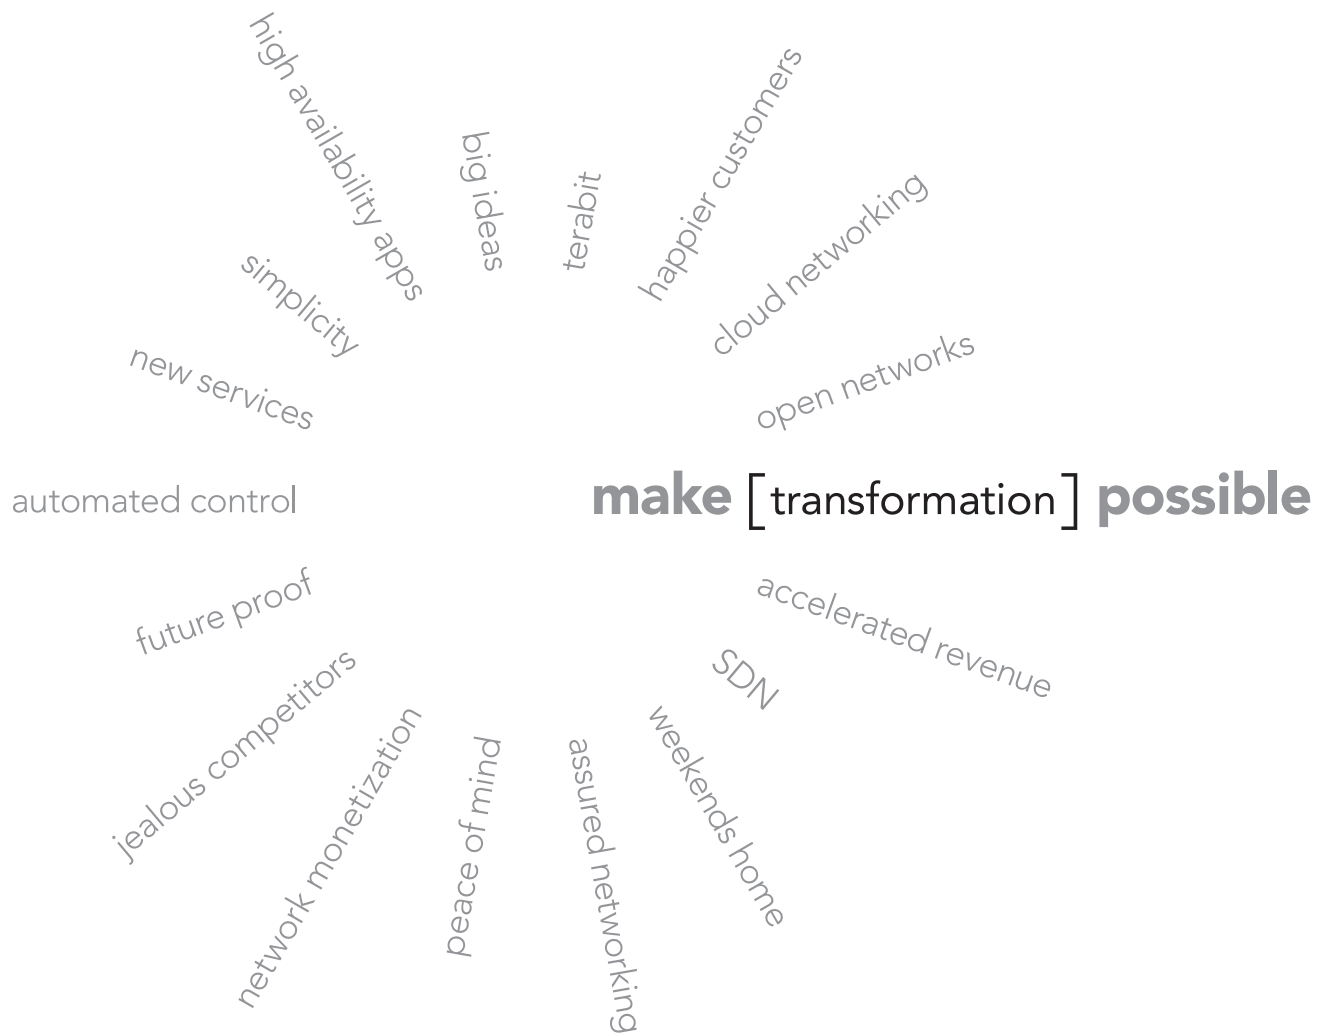 high availability apps
big ideas
terabit
happier customers
cloud networking
simplicity
open networks
new services
automated control
make [transformation] possible
future proof
accelerated revenue
jealous competitors
SDN
network monetization
weekends home
peace of mind
assured networking